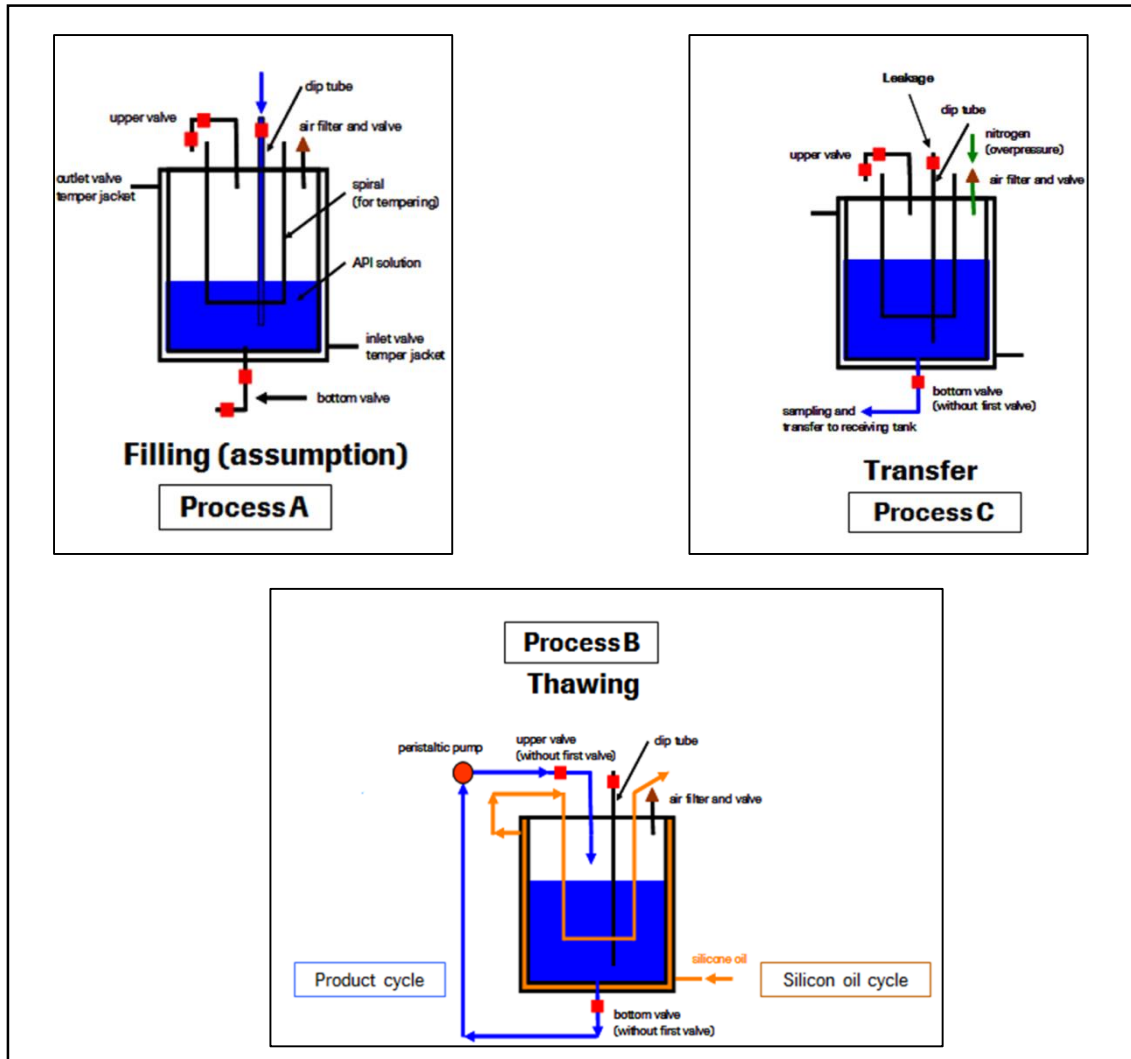 dip tube
upper valve
air filter and valve
outlet valve
temper jacket
spiral
(for tempering)
API solution
inlet valve
temper jacket
bottom valve
Filling (assumption)
Process A
Leakage
dip tube
nitrogen
(overpressure)
upper valve
air filter and valve
bottom valve
(without first valve)
sampling and
transfer to receiving tank
Transfer
Process C
Process B
Thawing
upper valve
(without first valve)
dip tube
peristaltic pump
air filter and valve
silicone oil
Product cycle
Silicon oil cycle
bottom valve
(without first valve)